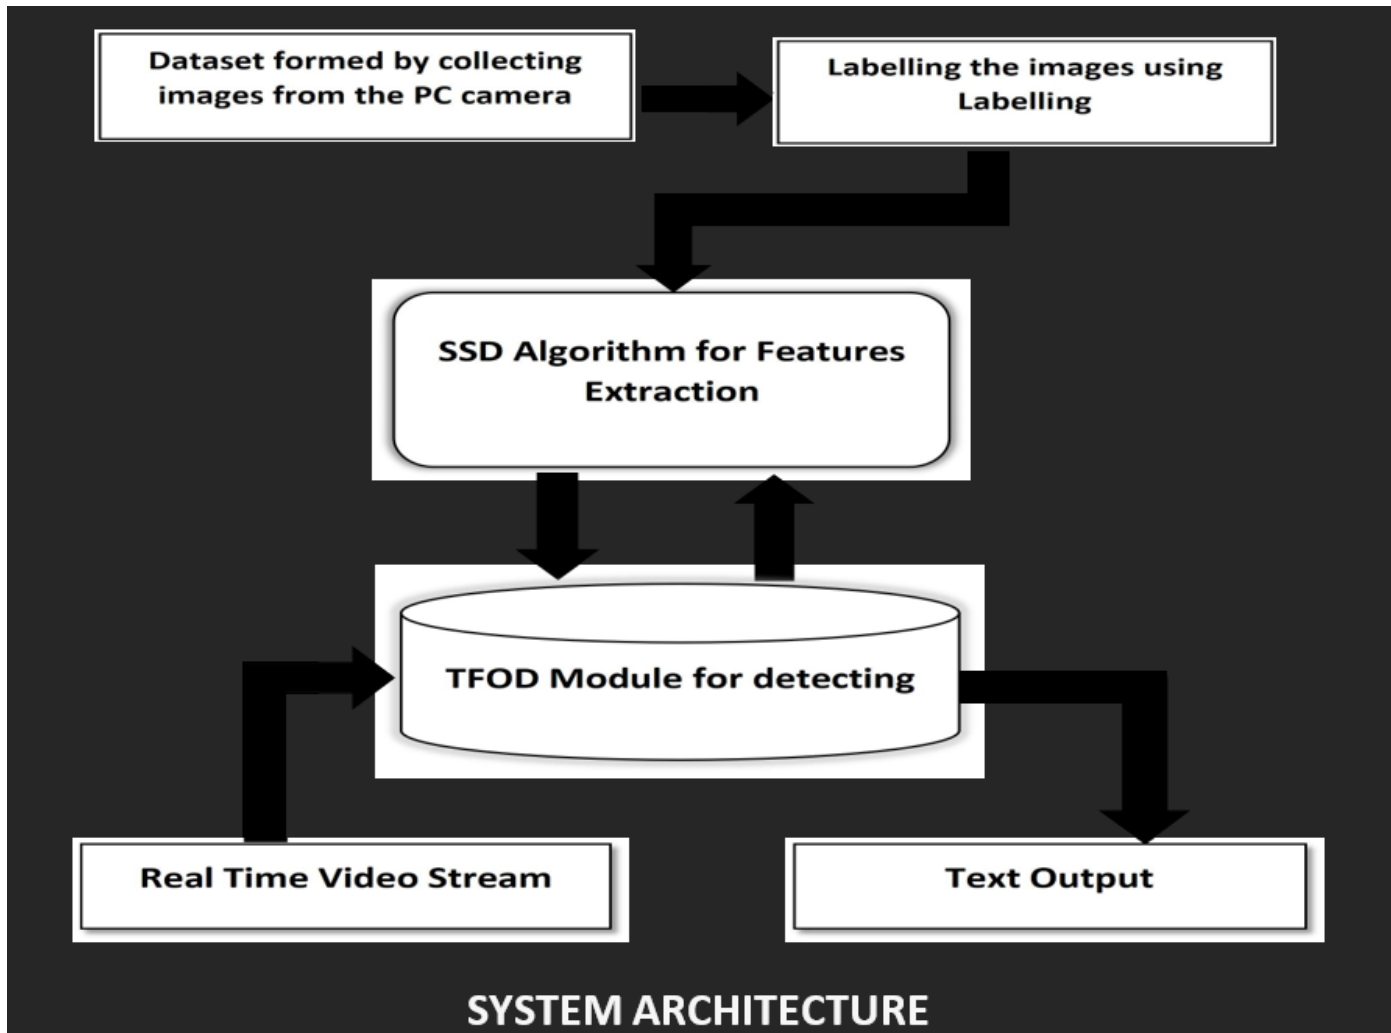 Dataset formed by collecting
images from the PC camera
Labelling the images using
Labelling
SSD Algorithm for Features
Extraction
TFOD Module for detecting
Real Time Video Stream
Text Output
SYSTEM ARCHITECTURE